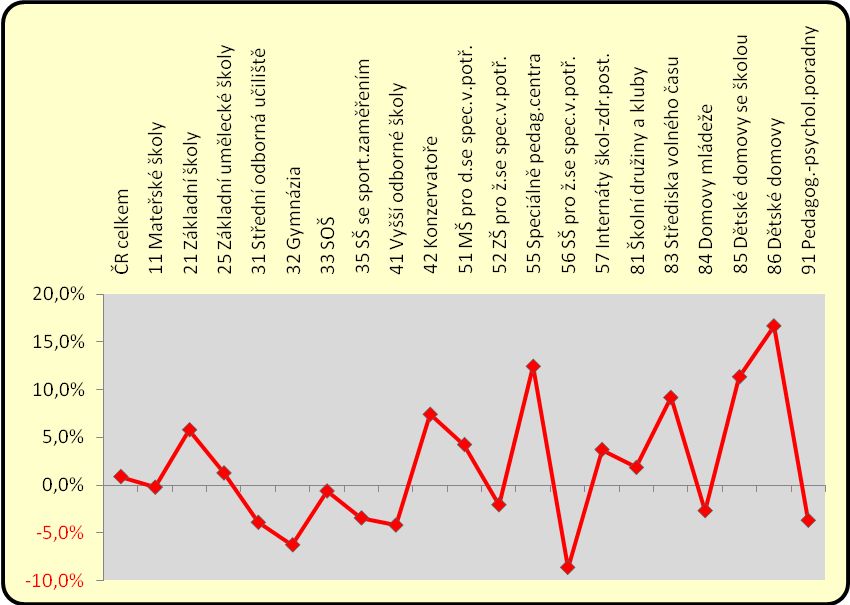 ČR celkem
11 Mateřské školy
21 Základní školy
25 Základní umělecké školy
31 Střední odborná učiliště
32 Gymnázia
33 SOŠ
35 SŠ se sport.zaměřením
41 Vyšší odborné školy
42 Konzervatoře
51 MŠ pro d.se spec.v.potř.
52 ZŠ pro ž.se spec.v.potř.
55 Speciálně pedag.centra
56 SŠ pro ž.se spec.v.potř.
57 Internáty škol-zdr.post.
81 Školní družiny a kluby
83 Střediska volného času
84 Domovy mládeže
85 Dětské domovy se školou
86 Dětské domovy
91 Pedagog.-psychol.poradny
20,0%
15,0%
10,0%
5,0%
0,0%
-5,0%
-10,0%